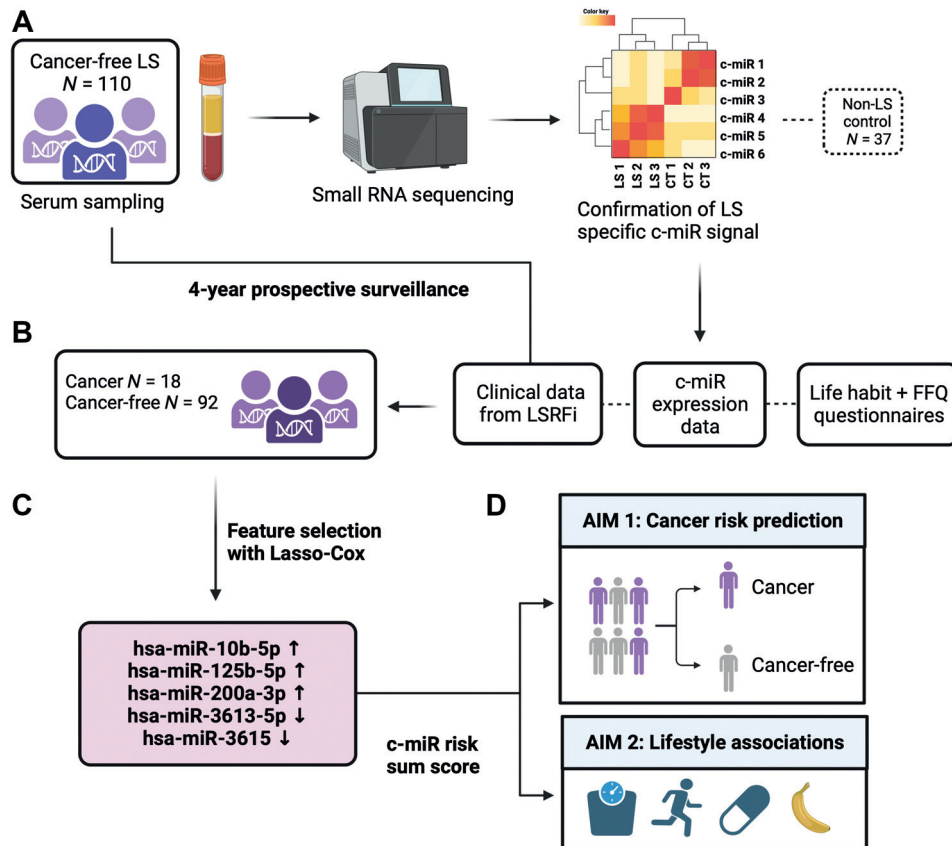 A
Cancer-free LS
N = 110
Serum sampling
Small RNA sequencing
Color key
c-miR 1
c-miR 2
c-miR 3
c-miR 4
c-miR 5
c-miR 6
LS 1
LS 2
LS 3
CT 1
CT 2
CT 3
Confirmation of LS
specific c-miR signal
Non-LS
control
N = 37
4-year prospective surveillance
B
Cancer N = 18
Cancer-free N = 92
Clinical data
from LSRFi
c-miR
expression
data
Life habit + FFQ
questionnaires
C
Feature selection
with Lasso-Cox
hsa-miR-10b-5p ↑
hsa-miR-125b-5p ↑
hsa-miR-200a-3p ↑
hsa-miR-3613-5p ↓
hsa-miR-3615 ↓
c-miR risk
sum score
D
AIM 1: Cancer risk prediction
Cancer
Cancer-free
AIM 2: Lifestyle associations